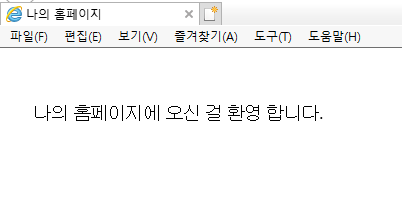 나의 홈페이지
파일(F) 편집(E) 보기(V) 즐겨찾기(A) 도구(T) 도움말(H)
나의 홈페이지에 오신 걸 환영 합니다.